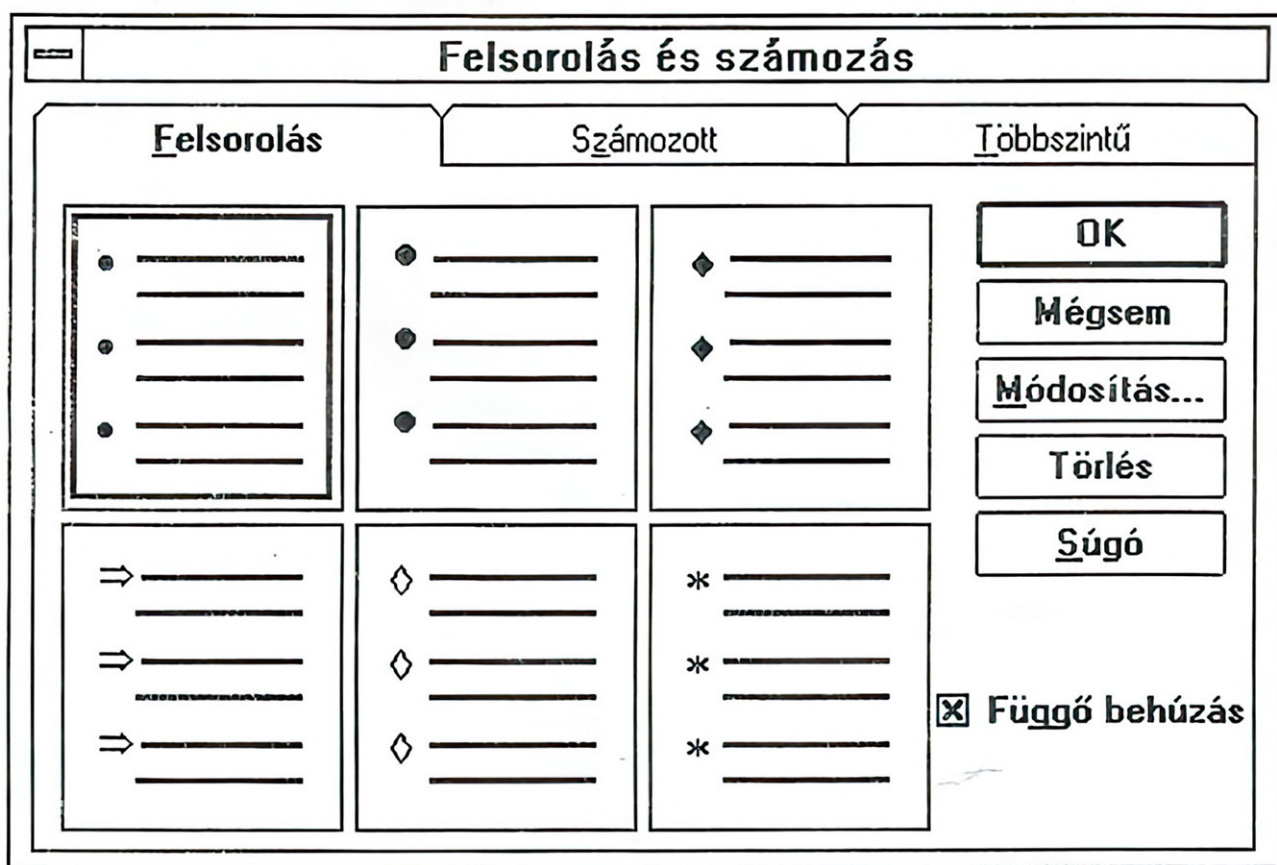 Felsorolás és számozás
Felsorolás
Számozott
Többszintű
OK
Mégsem
Módosítás...
Törlés
Súgó
Függő behúzás